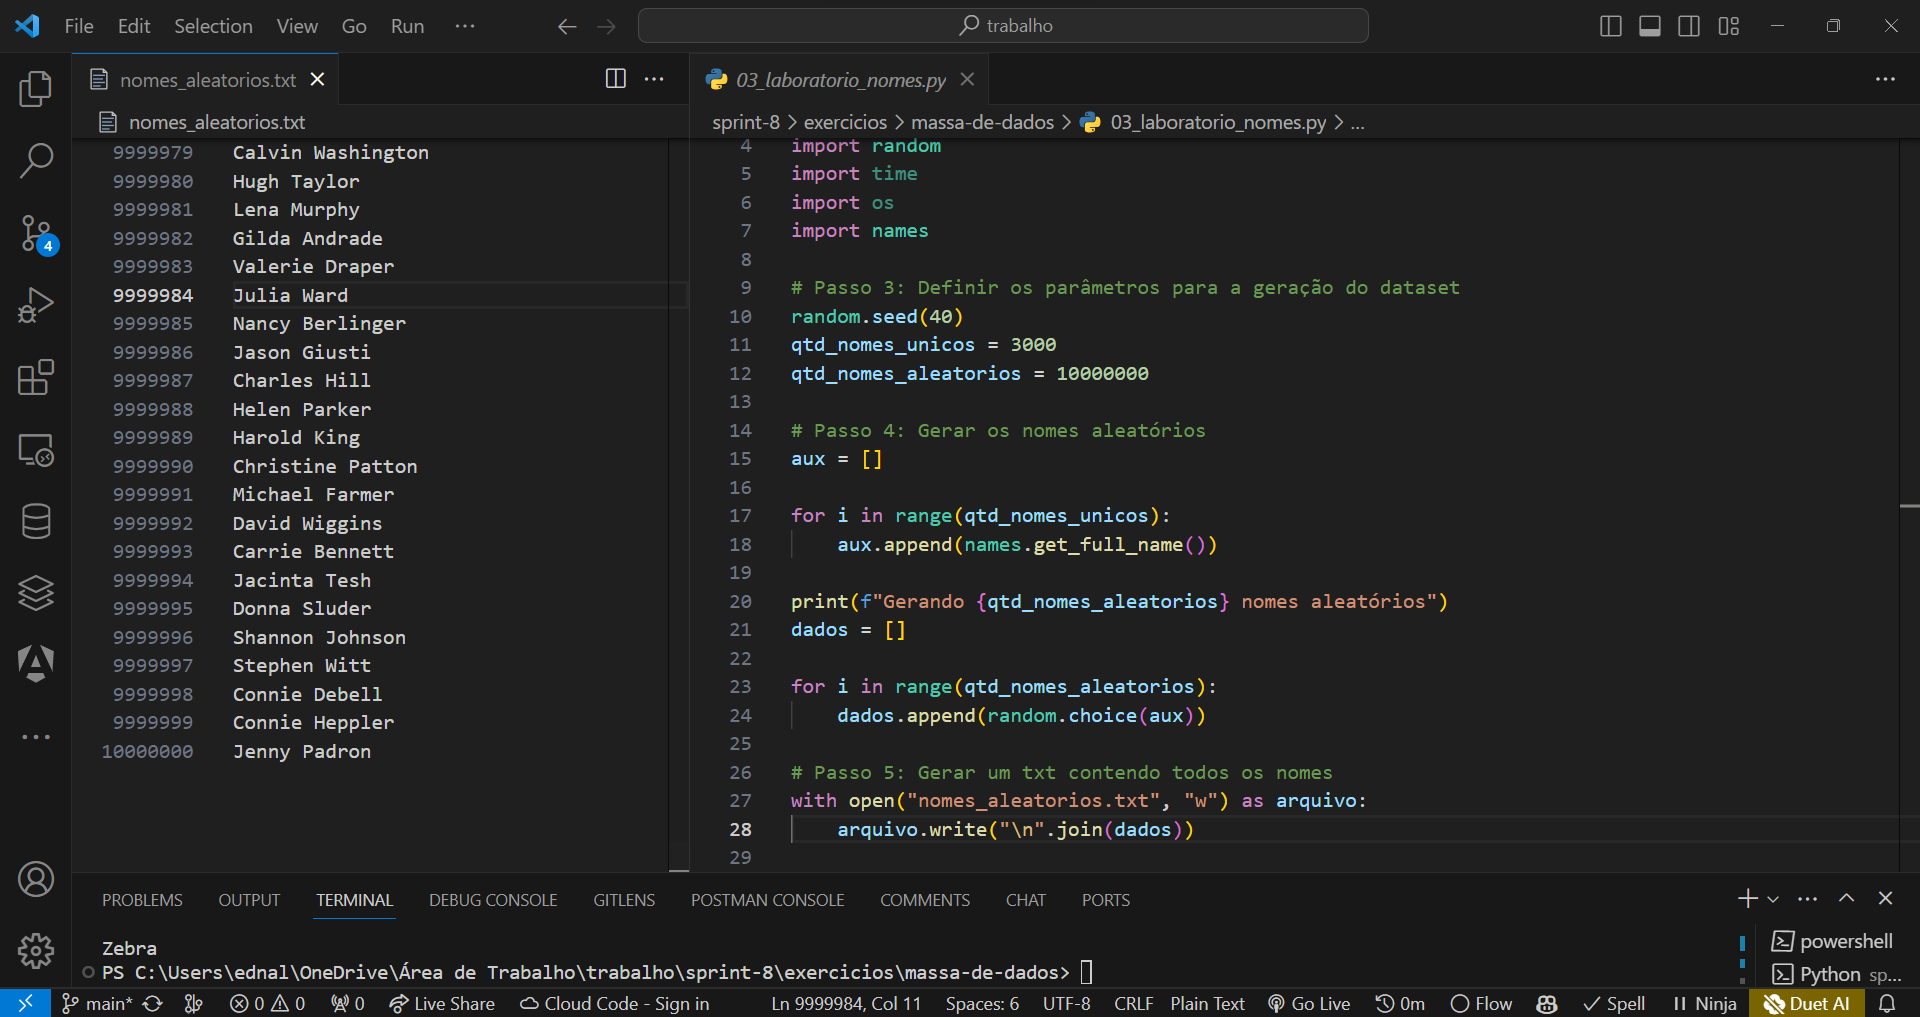 File Edit Selection View Go Run ···
trabalho
nomes_aleatorios.txt
03_laboratorio_nomes.py
nomes_aleatorios.txt
9999979 Calvin Washington
9999980 Hugh Taylor
9999981 Lena Murphy
9999982 Gilda Andrade
9999983 Valerie Draper
9999984 Julia Ward
9999985 Nancy Berlinger
9999986 Jason Giusti
9999987 Charles Hill
9999988 Helen Parker
9999989 Harold King
9999990 Christine Patton
9999991 Michael Farmer
9999992 David Wiggins
9999993 Carrie Bennett
9999994 Jacinta Tesh
9999995 Donna Sluder
9999996 Shannon Johnson
9999997 Stephen Witt
9999998 Connie Debell
9999999 Connie Heppler
10000000 Jenny Padron
sprint-8 > exercicios > massa-de-dados > 03_laboratorio_nomes.py > ...
4 import random
5 import time
6 import os
7 import names
8
9 # Passo 3: Definir os parâmetros para a geração do dataset
10 random.seed(40)
11 qtd_nomes_unicos = 3000
12 qtd_nomes_aleatorios = 10000000
13
14 # Passo 4: Gerar os nomes aleatórios
15 aux = []
16
17 for i in range(qtd_nomes_unicos):
18     aux.append(names.get_full_name())
19
20 print(f"Gerando {qtd_nomes_aleatorios} nomes aleatórios")
21 dados = []
22
23 for i in range(qtd_nomes_aleatorios):
24     dados.append(random.choice(aux))
25
26 # Passo 5: Gerar um txt contendo todos os nomes
27 with open("nomes_aleatorios.txt", "w") as arquivo:
28     arquivo.write("\n".join(dados))
29
4
PROBLEMS OUTPUT TERMINAL DEBUG CONSOLE GITLENS POSTMAN CONSOLE COMMENTS CHAT PORTS
Zebra
PS C:\Users\ednal\OneDrive\Área de Trabalho\trabalho\sprint-8\exercicios\massa-de-dados>
powershell
Python sp...
main* 0 0 0 Live Share Cloud Code - Sign in Ln 9999984, Col 11 Spaces: 6 UTF-8 CRLF Plain Text Go Live 0m Flow Spell Ninja Duet AI